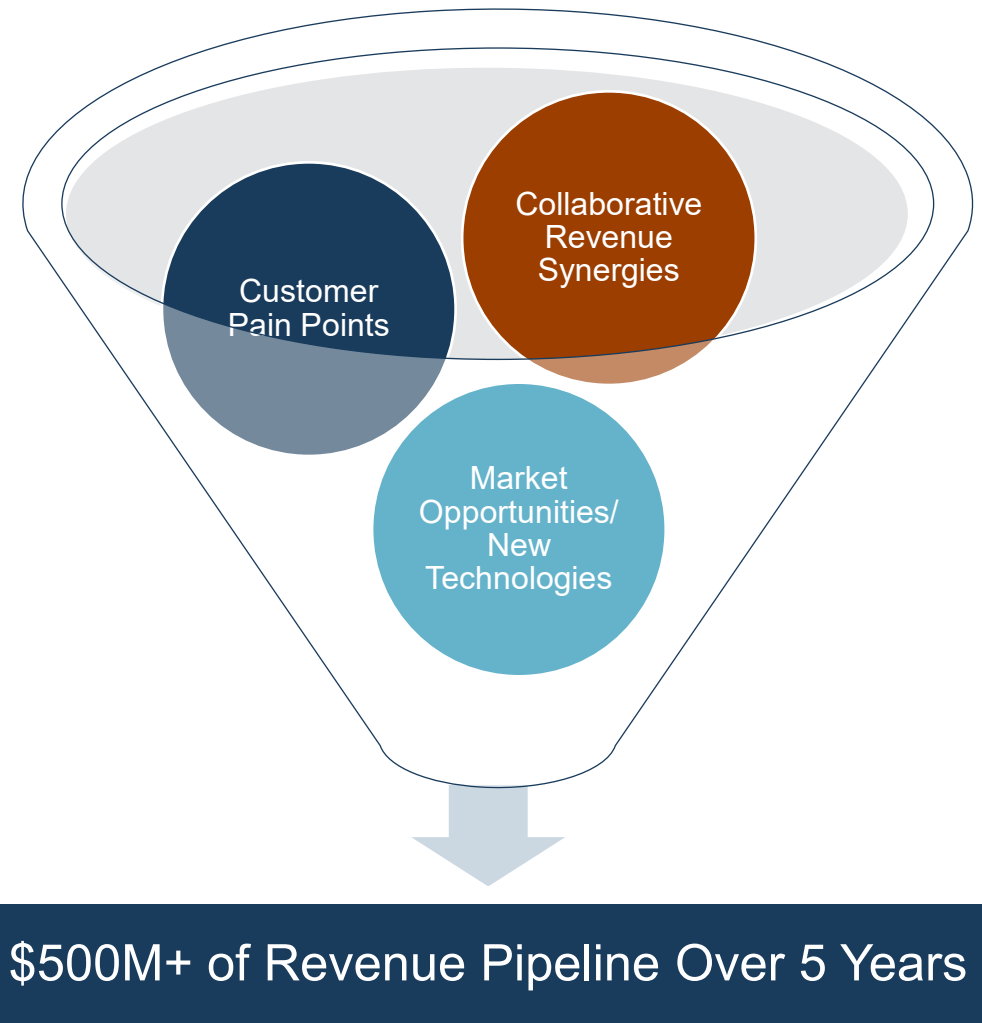 Collaborative
Revenue
Synergies
Customer
Pain Points
Market
Opportunities/
New
Technologies
$500M+ of Revenue Pipeline Over 5 Years